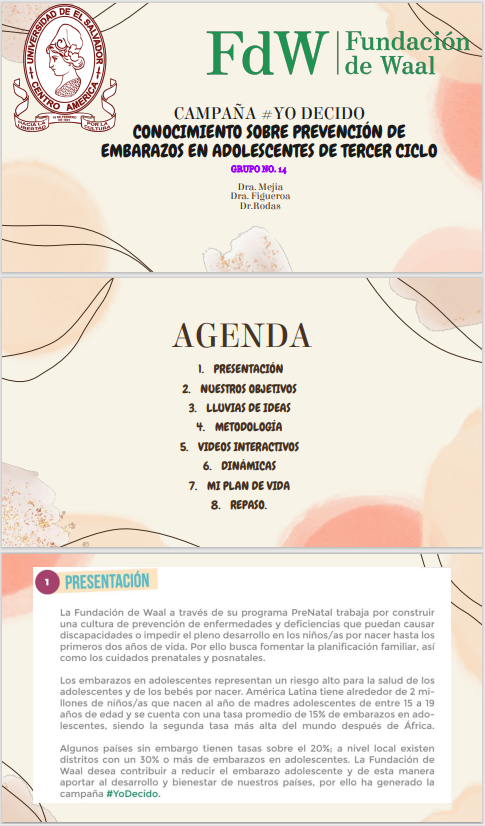 UNIVERSIDAD DE EL SALVADOR
CENTRO AMERICA
HACIA LA LIBERTAD
POR LA CULTURA
FdW Fundación
de Waal
CAMPAÑA #YO DECIDO
CONOCIMIENTO SOBRE PREVENCIÓN DE
EMBARAZOS EN ADOLESCENTES DE TERCER CICLO
GRUPO NO. 14
Dra. Mejia
Dra. Figueroa
Dr.Rodas
AGENDA
1. PRESENTACIÓN
2. NUESTROS OBJETIVOS
3. LLUVIAS DE IDEAS
4. METODOLOGÍA
5. VIDEOS INTERACTIVOS
6. DINÁMICAS
7. MI PLAN DE VIDA
8. REPASO.
1 PRESENTACIÓN
La Fundación de Waal a través de su programa PreNatal trabaja por construir
una cultura de prevención de enfermedades y deficiencias que puedan causar
discapacidades o impedir el pleno desarrollo en los niños/as por nacer hasta los
primeros dos años de vida. Por ello busca fomentar la planificación familiar, así
como los cuidados prenatales y posnatales.
Los embarazos en adolescentes representan un riesgo alto para la salud de los
adolescentes y de los bebés por nacer. América Latina tiene alrededor de 2 mi-
llones de niños/as que nacen al año de madres adolescentes de entre 15 a 19
años de edad y se cuenta con una tasa promedio de 15% de embarazos en ado-
lescentes, siendo la segunda tasa más alta del mundo después de África.
Algunos países sin embargo tienen tasas sobre el 20%; a nivel local existen
distritos con un 30% o más de embarazos en adolescentes. La Fundación de
Waal desea contribuir a reducir el embarazo adolescente y de esta manera
aportar al desarrollo y bienestar de nuestros países, por ello ha generado la
campaña #YoDecido.